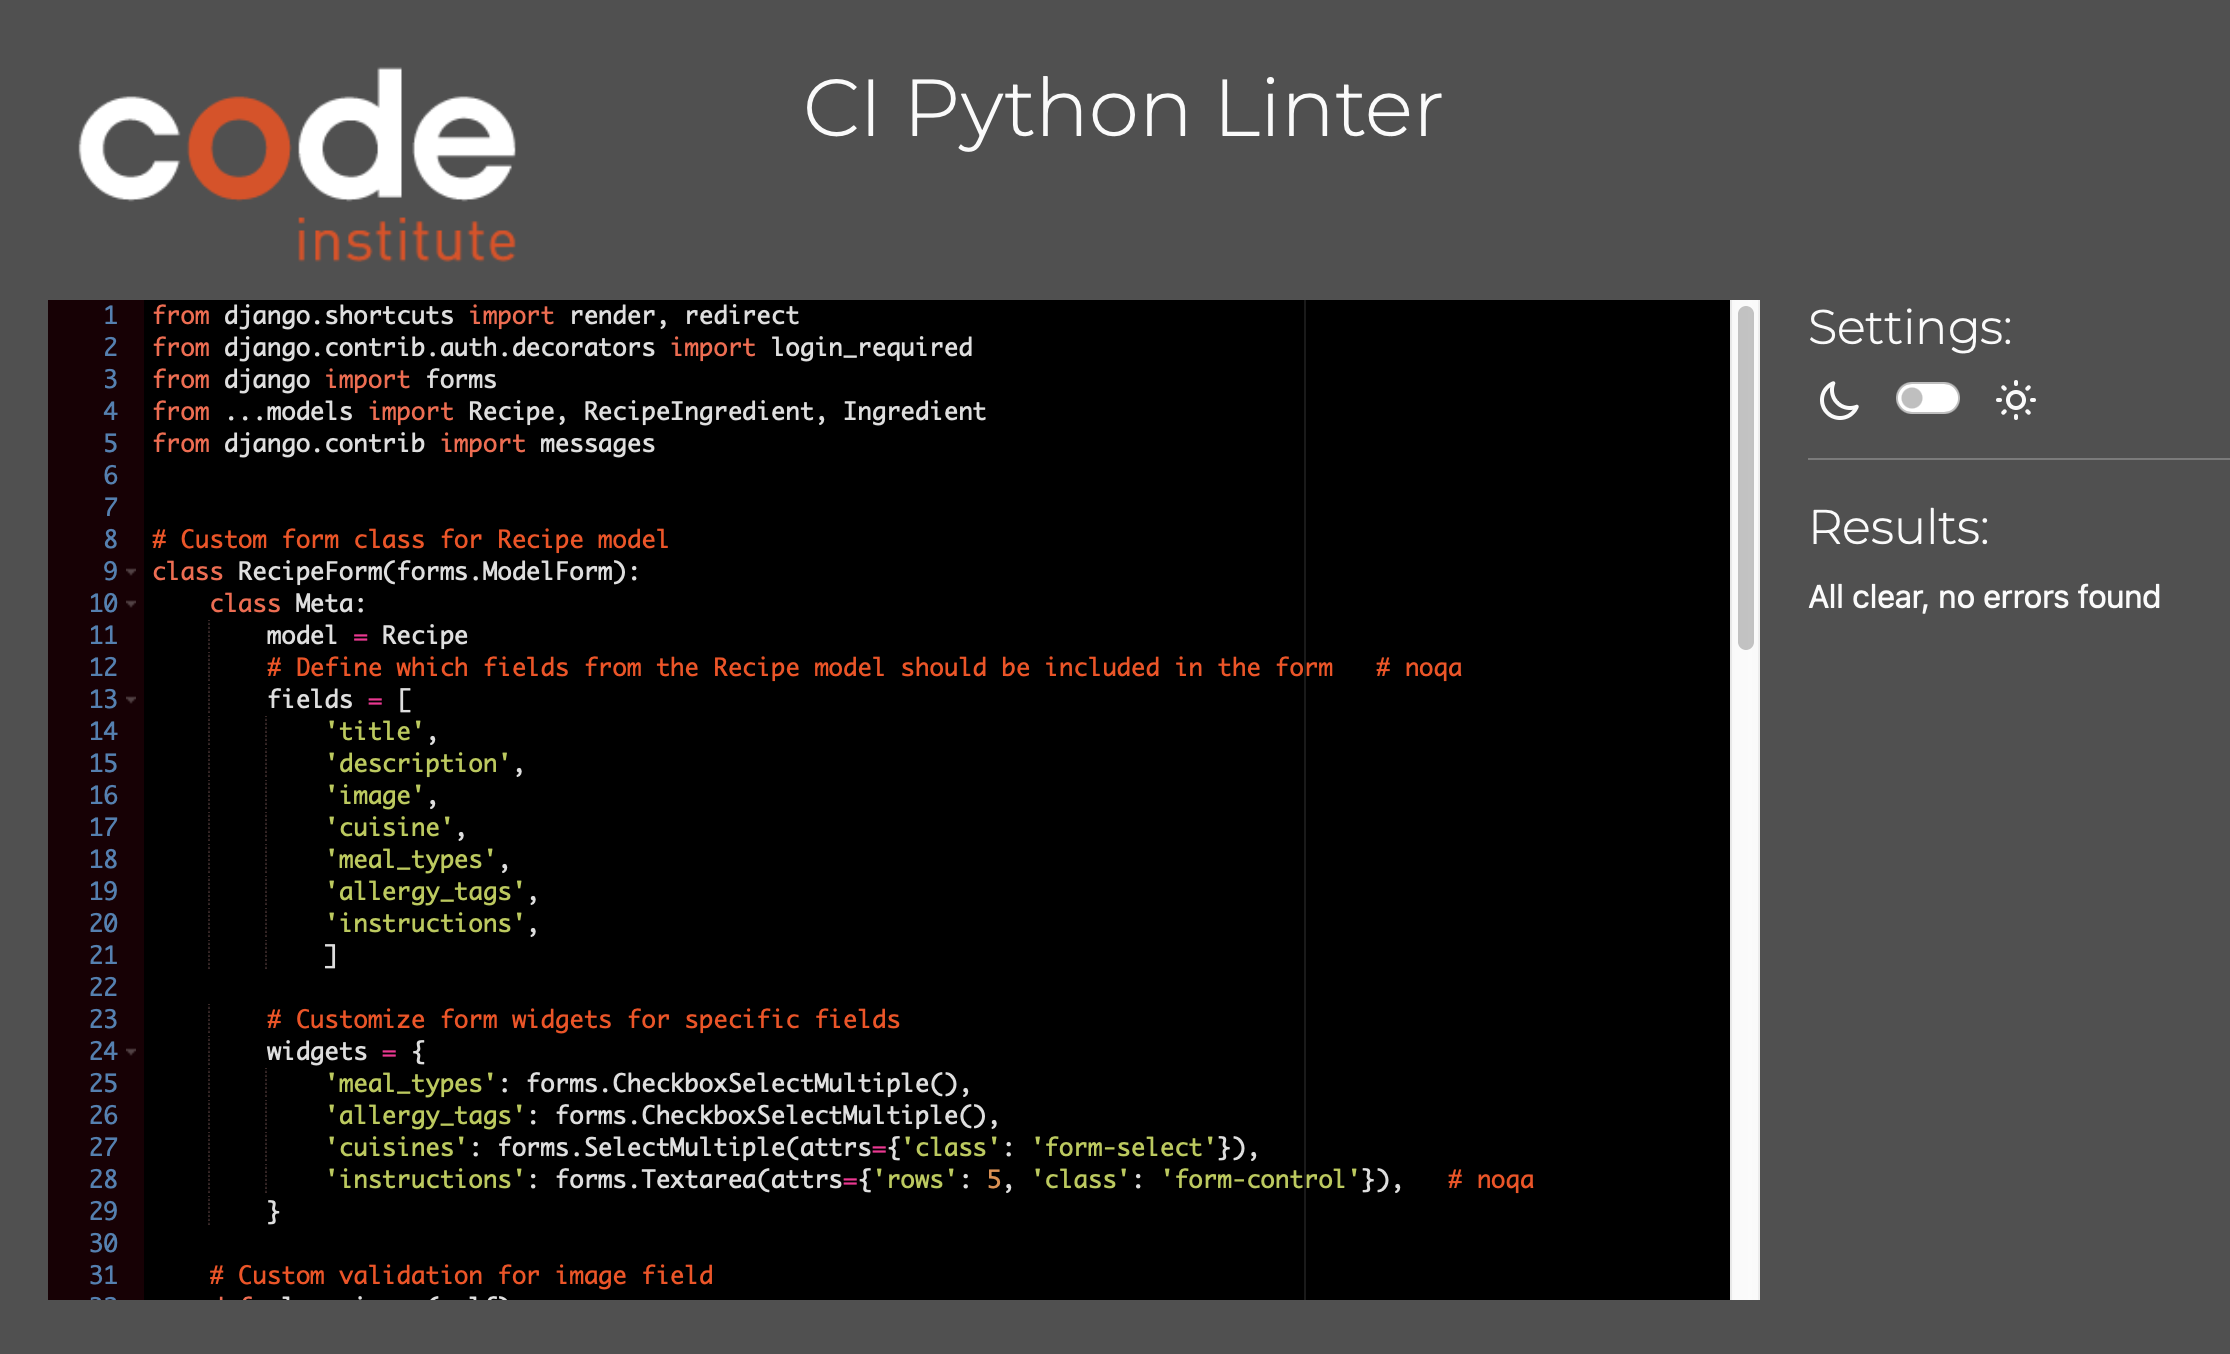 code
institute
CI Python Linter
1 from django.shortcuts import render, redirect
2 from django.contrib.auth.decorators import login_required
3 from django import forms
4 from ...models import Recipe, RecipeIngredient, Ingredient
5 from django.contrib import messages
6
7
8 # Custom form class for Recipe model
9 class RecipeForm(forms.ModelForm):
10     class Meta:
11         model = Recipe
12         # Define which fields from the Recipe model should be included in the form   # noqa
13         fields = [
14             'title',
15             'description',
16             'image',
17             'cuisine',
18             'meal_types',
19             'allergy_tags',
20             'instructions',
21             ]
22
23         # Customize form widgets for specific fields
24         widgets = {
25             'meal_types': forms.CheckboxSelectMultiple(),
26             'allergy_tags': forms.CheckboxSelectMultiple(),
27             'cuisines': forms.SelectMultiple(attrs={'class': 'form-select'}),
28             'instructions': forms.Textarea(attrs={'rows': 5, 'class': 'form-control'}),   # noqa
29         }
30
31     # Custom validation for image field
Settings:
Results:
All clear, no errors found